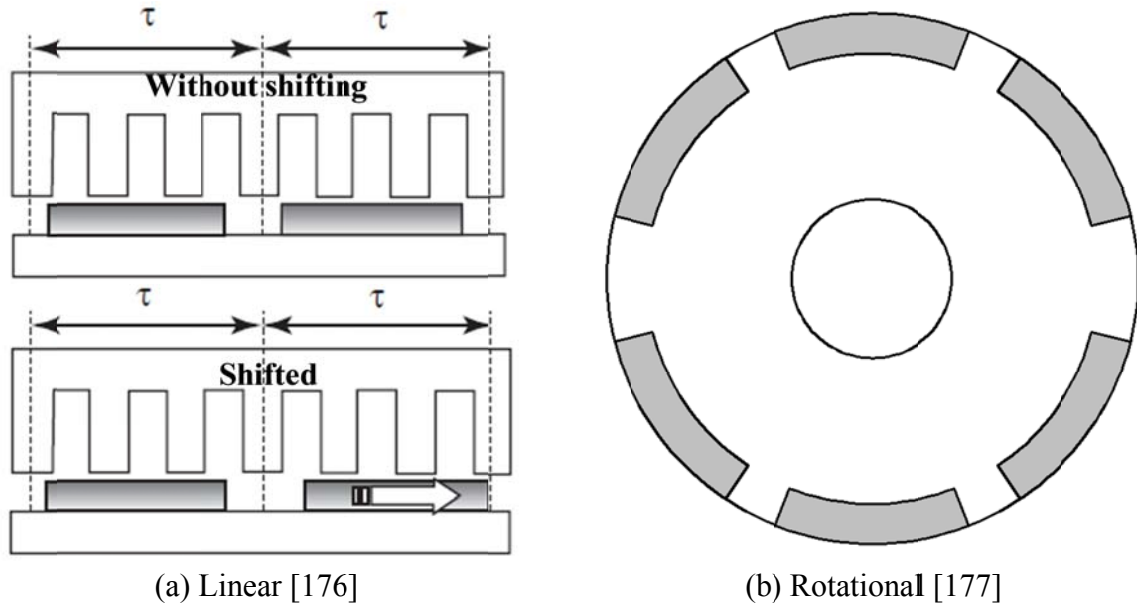 τ τ
Without shifting
τ τ
Shifted
(a) Linear [176]
(b) Rotational [177]